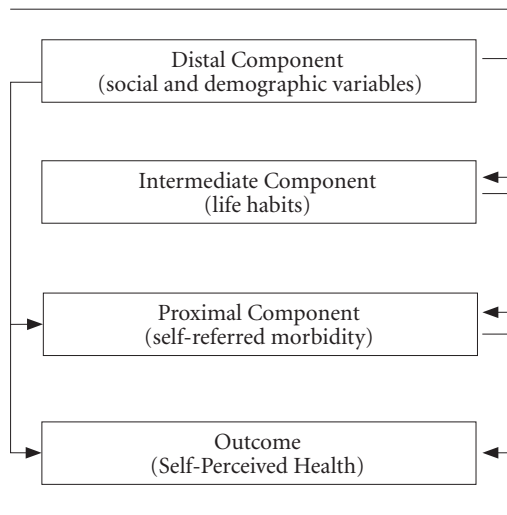 Distal Component
(social and demographic variables)
Intermediate Component
(life habits)
Proximal Component
(self-referred morbidity)
Outcome
(Self-Perceived Health)